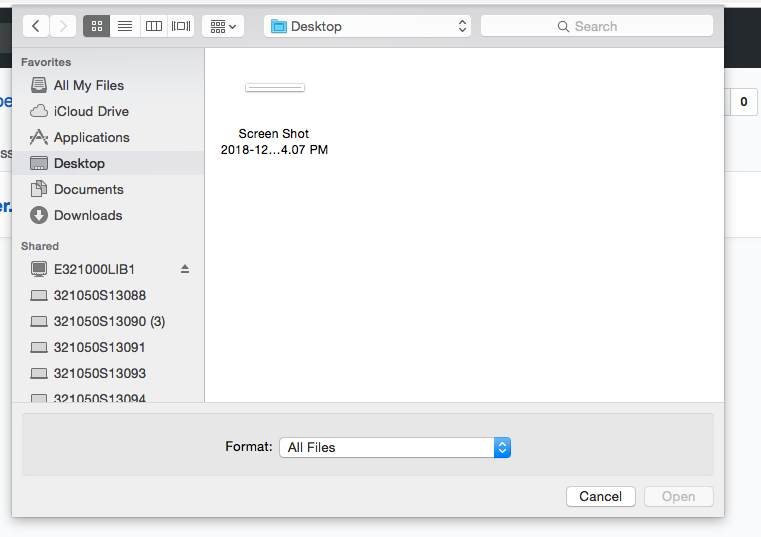 Desktop
Search
Favorites
All My Files
iCloud Drive
Applications
Desktop
Documents
Downloads
Shared
E321000LIB1
321050S13088
321050S13090 (3)
321050S13091
321050S13093
321050S13094
Screen Shot
2018-12...4.07 PM
0
Format:
All Files
Cancel
Open